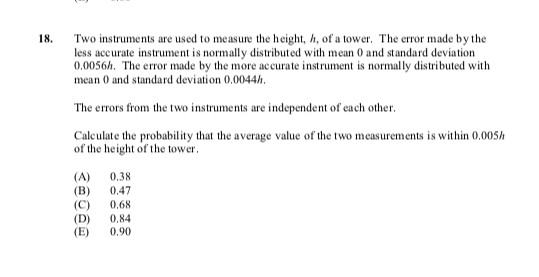 18. Two instruments are used to measure the height, h, of a tower. The error made by the
less accurate instrument is normally distributed with mean 0 and standard deviation
0.0056h. The error made by the more accurate instrument is normally distributed with
mean 0 and standard deviation 0.0044h.
The errors from the two instruments are independent of each other.
Calculate the probability that the average value of the two measurements is within 0.005h
of the height of the tower.
(A) 0.38
(B) 0.47
(C) 0.68
(D) 0.84
(E) 0.90